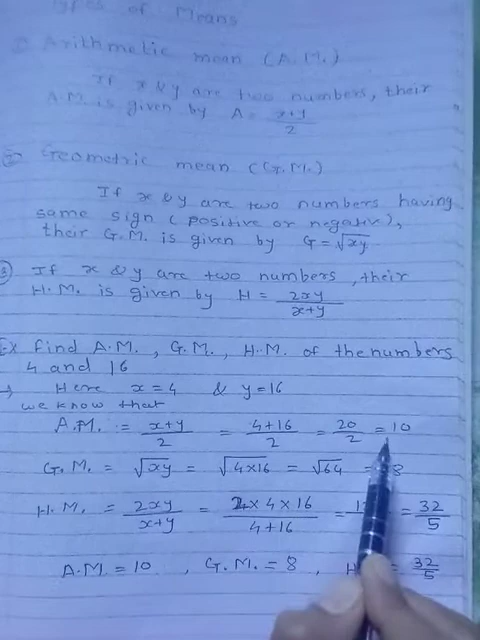 Types of Means
Arithmetic mean (A.M.)
If x & y are two numbers, their
A.M. is given by A = x+y/2
Geometric mean (G.M.)
If x & y are two numbers having
same sign (positive or negative),
their G.M. is given by G = √xy
③ If x & y are two numbers, their
H.M. is given by H = 2xy/x+y
Ex find A.M., G.M., H.M. of the numbers
4 and 16
→ Here x = 4 & y = 16
we know that
A.M. = x+y/2 = 4+16/2 = 20/2 = 10
G.M. = √xy = √4×16 = √64 = 8
H.M. = 2xy/x+y = 2×4×16/4+16 = = 32/5
A.M. = 10 , G.M. = 8 , H = 32/5